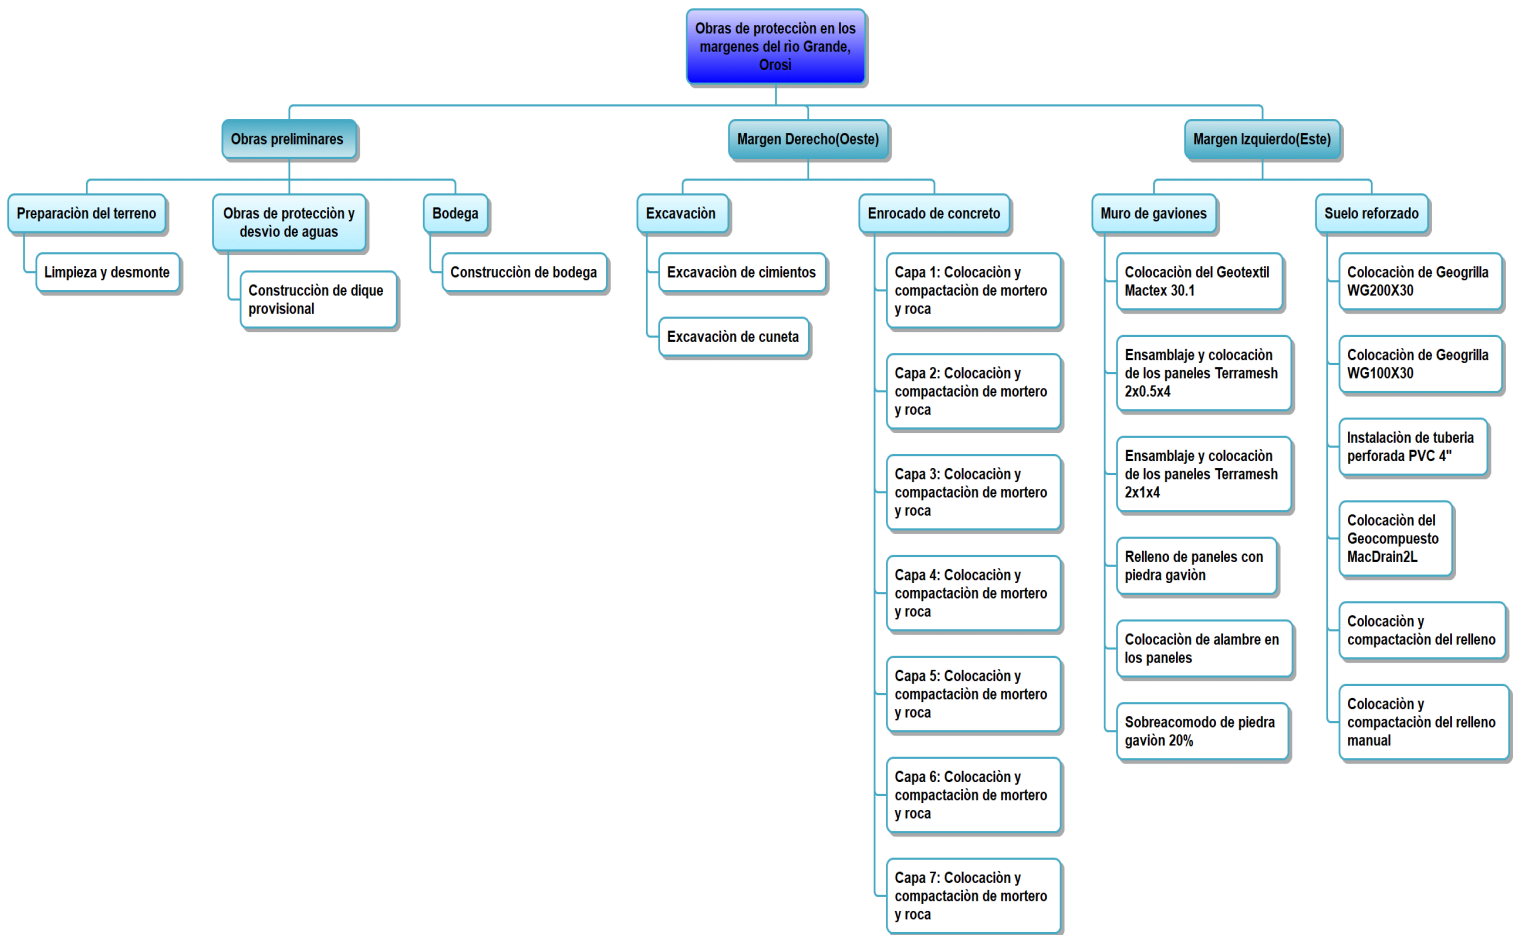 Obras de protecciòn en los
margenes del rìo Grande,
Orosi
Obras preliminares
Margen Derecho(Oeste)
Margen Izquierdo(Este)
Preparaciòn del terreno
Obras de protecciòn y
desvìo de aguas
Bodega
Excavaciòn
Enrocado de concreto
Muro de gaviones
Suelo reforzado
Limpieza y desmonte
Construcciòn de dique
provisional
Construcciòn de bodega
Excavaciòn de cimientos
Excavaciòn de cuneta
Capa 1: Colocaciòn y
compactaciòn de mortero
y roca
Capa 2: Colocaciòn y
compactaciòn de mortero
y roca
Capa 3: Colocaciòn y
compactaciòn de mortero
y roca
Capa 4: Colocaciòn y
compactaciòn de mortero
y roca
Capa 5: Colocaciòn y
compactaciòn de mortero
y roca
Capa 6: Colocaciòn y
compactaciòn de mortero
y roca
Capa 7: Colocaciòn y
compactaciòn de mortero
y roca
Colocaciòn del Geotextil
Mactex 30.1
Ensamblaje y colocaciòn
de los paneles Terramesh
2x0.5x4
Ensamblaje y colocaciòn
de los paneles Terramesh
2x1x4
Relleno de paneles con
piedra gaviòn
Colocaciòn de alambre en
los paneles
Sobreacomodo de piedra
gaviòn 20%
Colocaciòn de Geogrilla
WG200X30
Colocaciòn de Geogrilla
WG100X30
Instalaciòn de tuberia
perforada PVC 4"
Colocaciòn del
Geocompuesto
MacDrain2L
Colocaciòn y
compactaciòn del relleno
Colocaciòn y
compactaciòn del relleno
manual